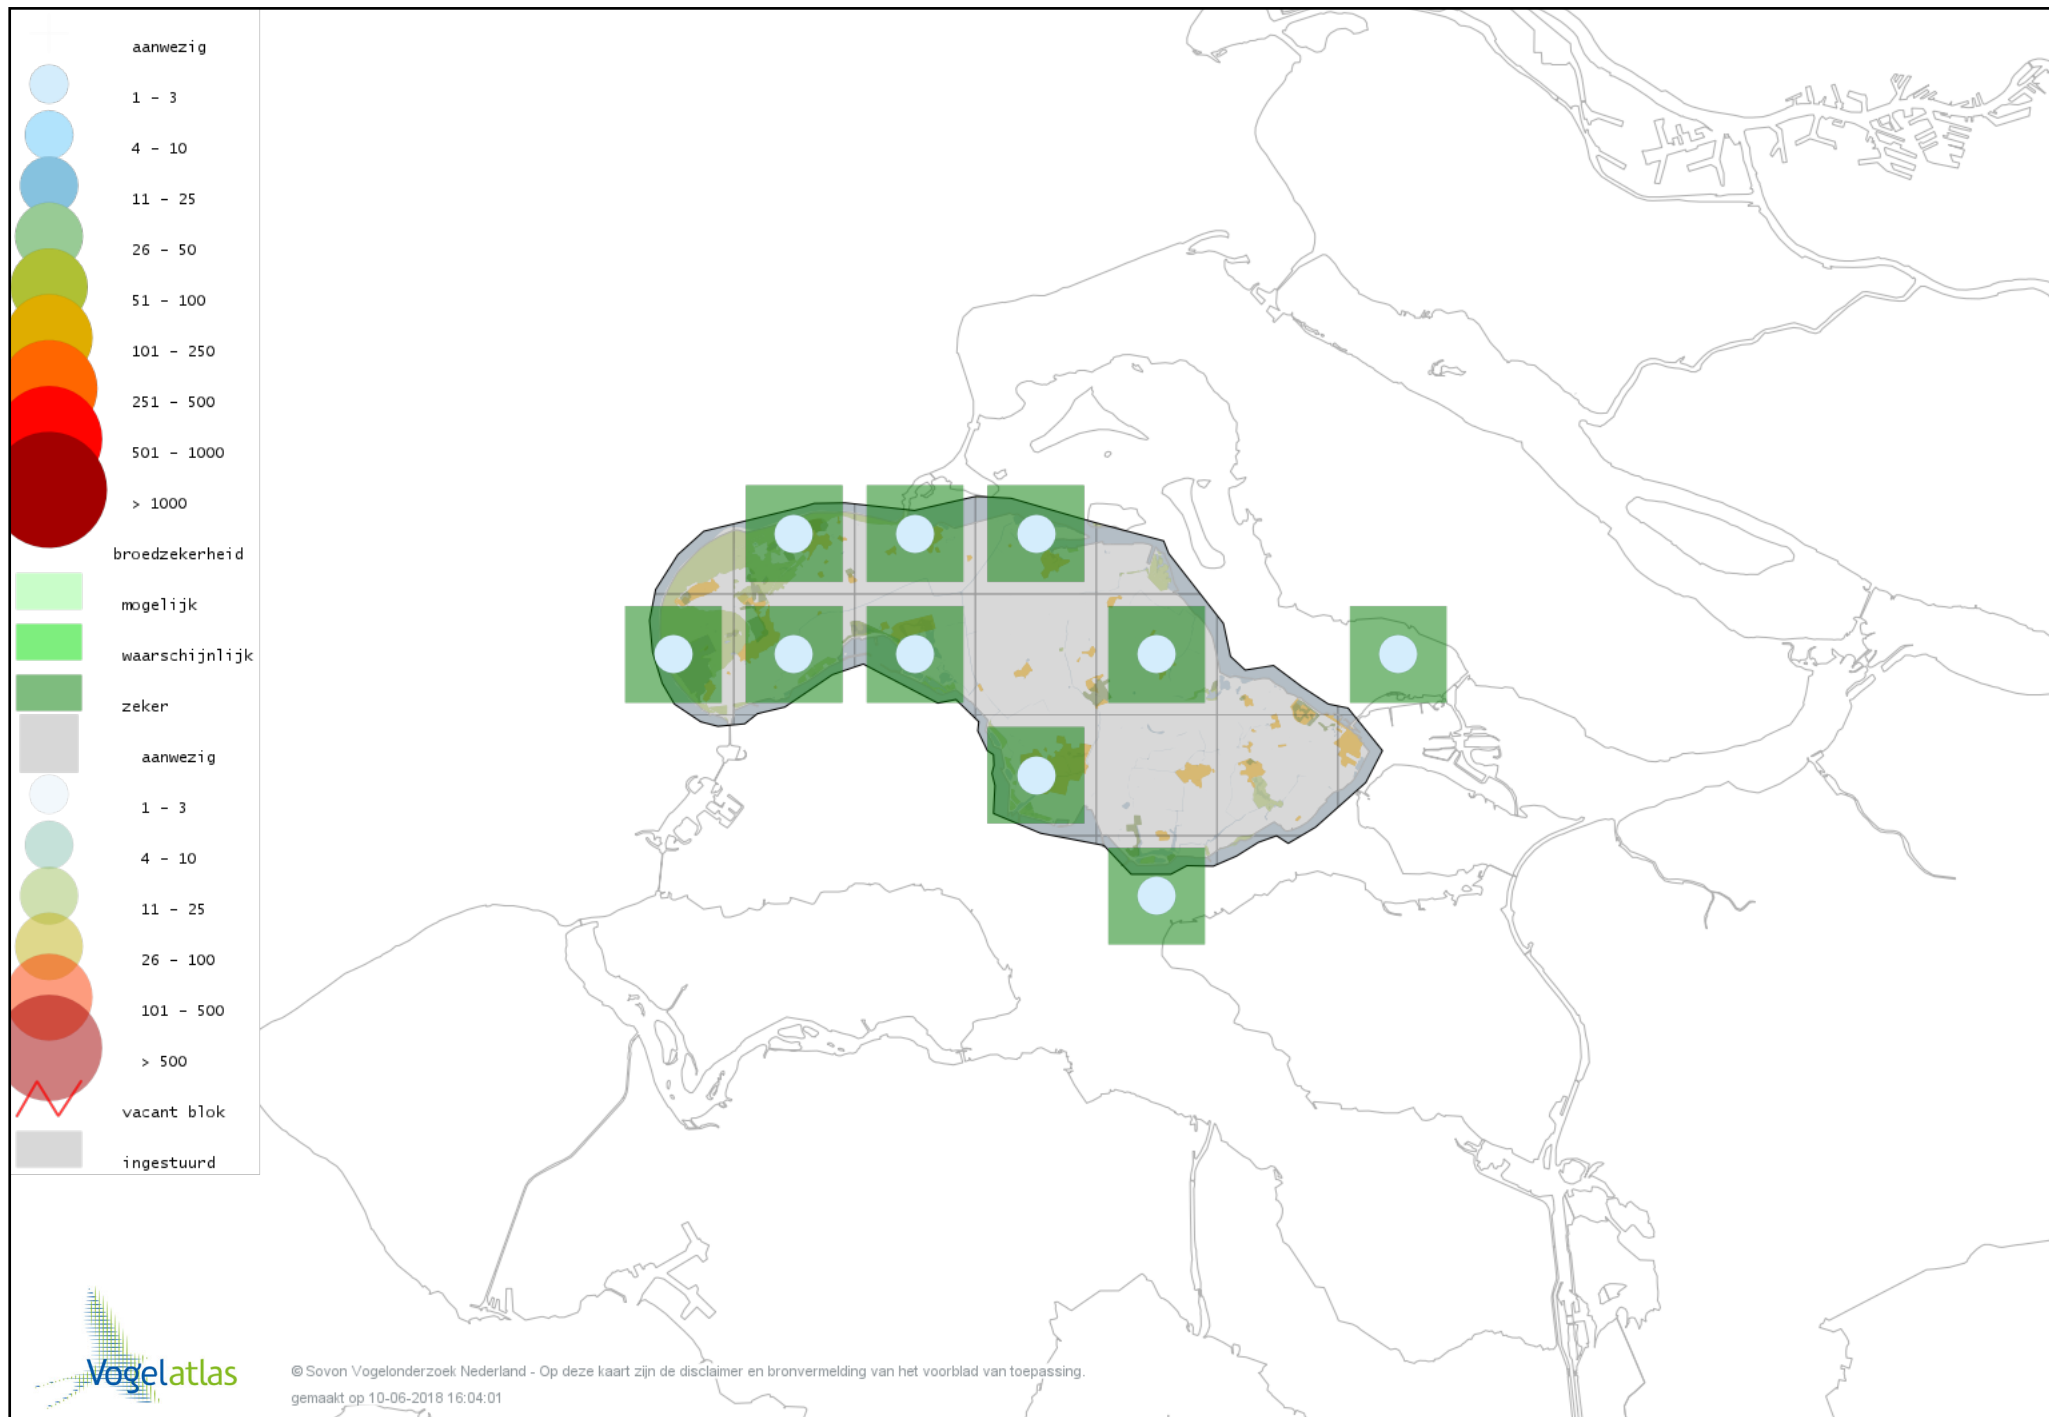 aanwezig
1 - 3
4 - 10
11 - 25
26 - 50
51 - 100
101 - 250
251 - 500
501 - 1000
> 1000
broedzekerheid
mogelijk
waarschijnlijk
zeker
aanwezig
1 - 3
4 - 10
11 - 25
26 - 100
101 - 500
> 500
vacant blok
ingestuurd
Vogelatlas
© Sovon Vogelonderzoek Nederland - Op deze kaart zijn de disclaimer en bronvermelding van het voorblad van toepassing.
gemaakt op 10-06-2018 16:04:01